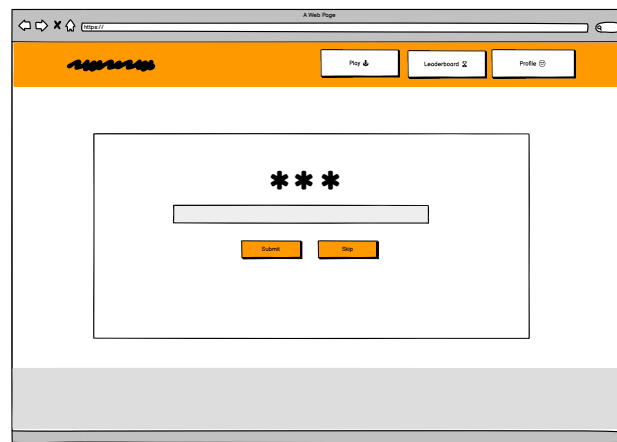 A Web Page
https://
Play
Leaderboard
Profile
***
Submit
Skip